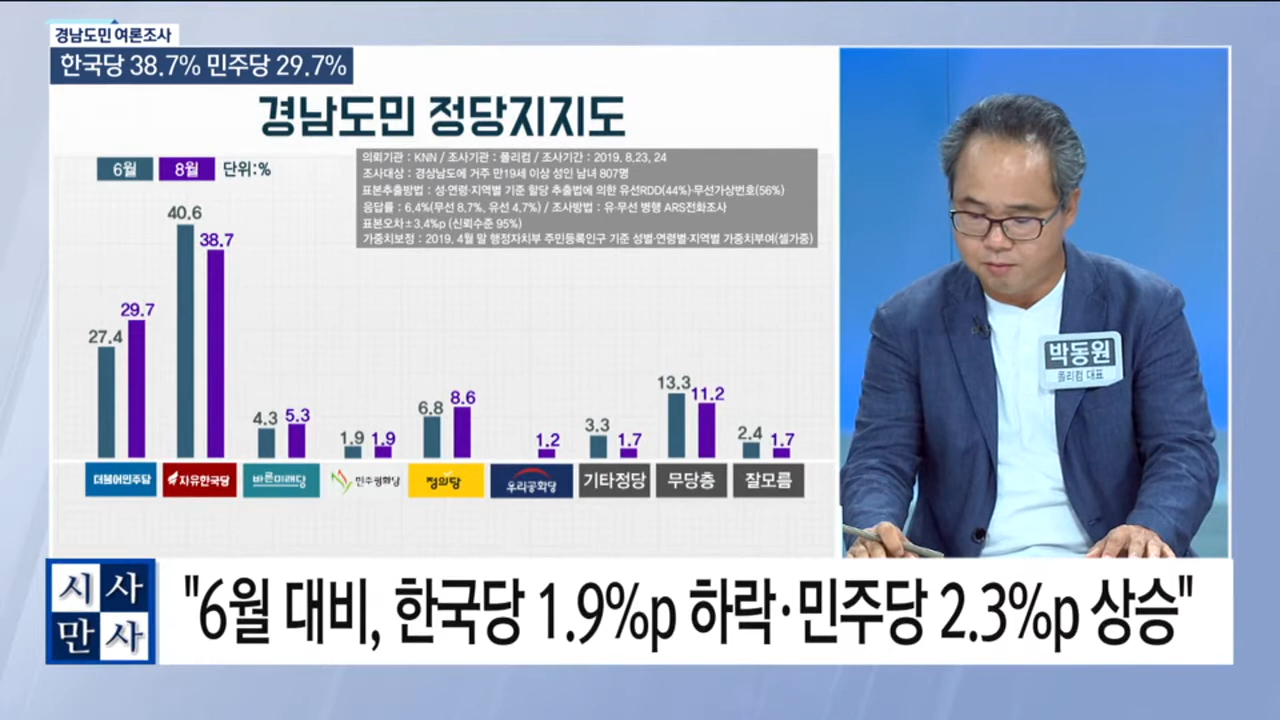 경남도민 여론조사
한국당 38.7% 민주당 29.7%
경남도민 정당지지도
6월 8월 단위:%
의뢰기관 : KNN / 조사기관 : 폴리컴 / 조사기간 : 2019. 8.23, 24
조사대상 : 경상남도에 거주 만19세 이상 성인 남녀 807명
표본추출방법 : 성·연령·지역별 기준 할당 추출법에 의한 유선RDD(44%)·무선가상번호(56%)
응답률 : 6.4%(무선 8.7%, 유선 4.7%) / 조사방법 : 유·무선 병행 ARS전화조사
표본오차±3.4%p (신뢰수준 95%)
가중치보정 : 2019. 4월 말 행정자치부 주민등록인구 기준 성별·연령별·지역별 가중치부여(셀가중)
27.4 29.7 40.6 38.7 4.3 5.3 1.9 1.9 6.8 8.6 1.2 3.3 1.7 13.3 11.2 2.4 1.7
더불어민주당 자유한국당 바른미래당 민주평화당 정의당 우리공화당 기타정당 무당층 잘모름
박동원
폴리컴 대표
시사
만사
"6월 대비, 한국당 1.9%p 하락·민주당 2.3%p 상승"